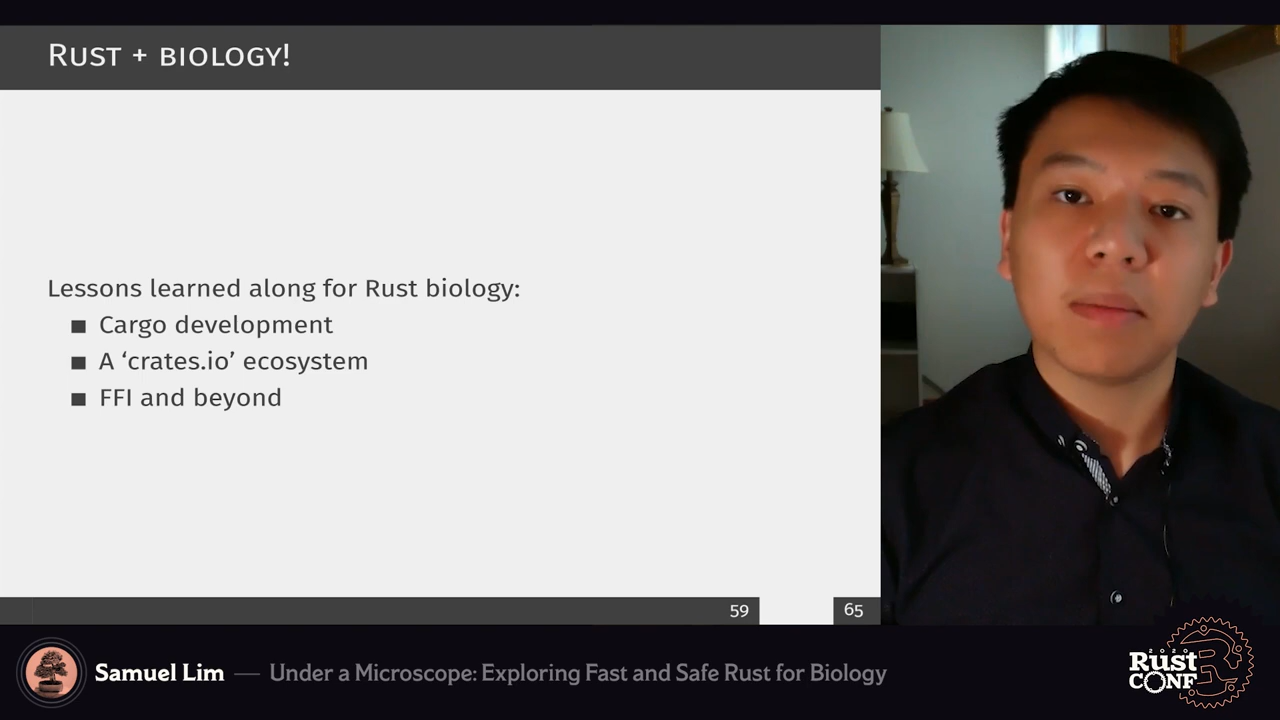 Rust + biology!
Lessons learned along for Rust biology:
■ Cargo development
■ A ‘crates.io’ ecosystem
■ FFI and beyond
59
65
Samuel Lim — Under a Microscope: Exploring Fast and Safe Rust for Biology
2020
Rust
CONF
R